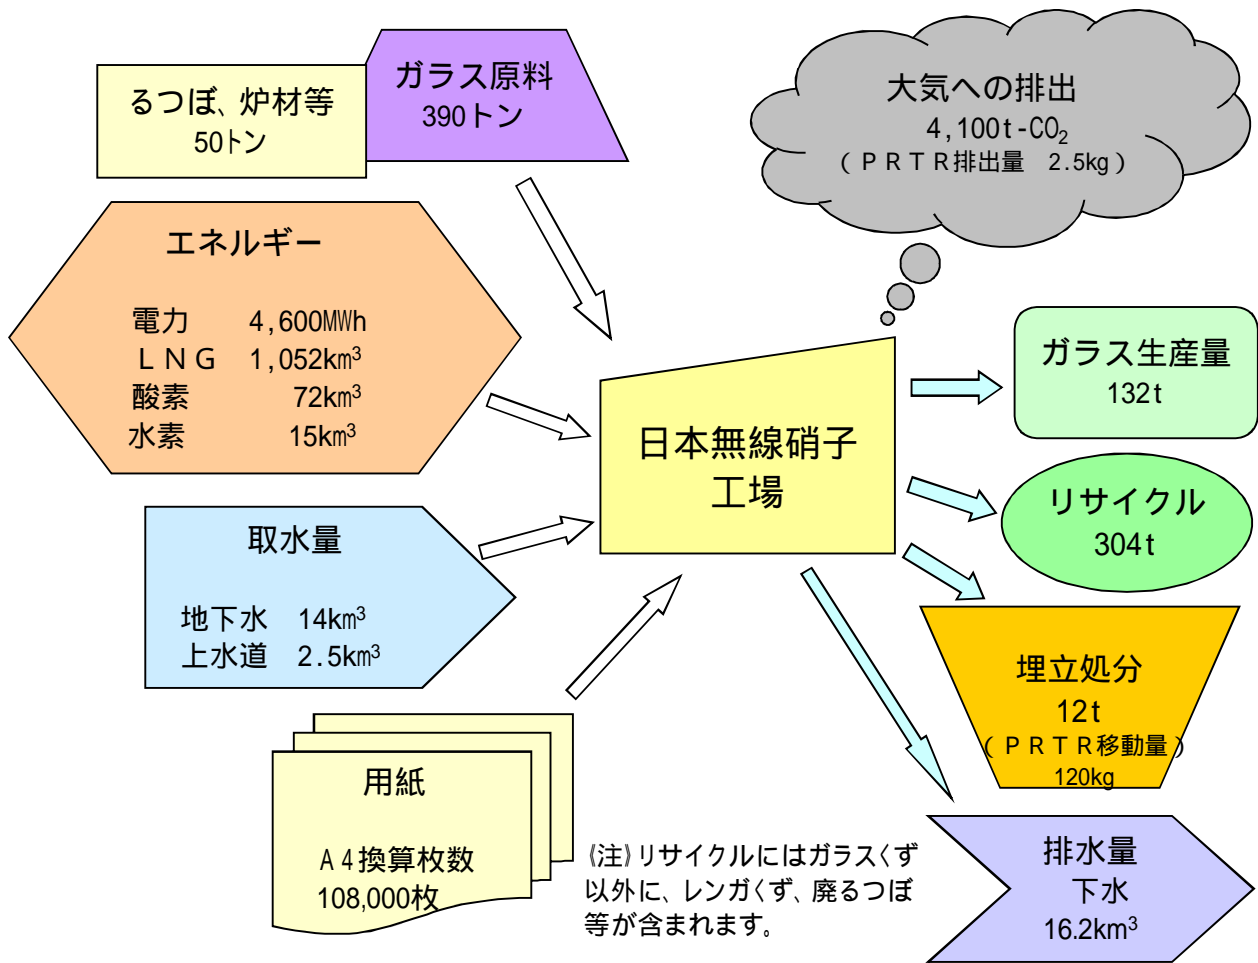 るつぼ、炉材等
50トン
ガラス原料
390トン
大気への排出
4,100t-CO₂
(PRTR排出量 2.5kg)
エネルギー
電力 4,600MWh
LNG 1,052km³
酸素 72km³
水素 15km³
日本無線硝子
工場
ガラス生産量
132t
リサイクル
304t
取水量
地下水 14km³
上水道 2.5km³
埋立処分
12t
(PRTR移動量)
120kg
用紙
A4換算枚数
108,000枚
(注)リサイクルにはガラスくず
以外に、レンガくず、廃るつぼ
等が含まれます。
排水量
下水
16.2km³